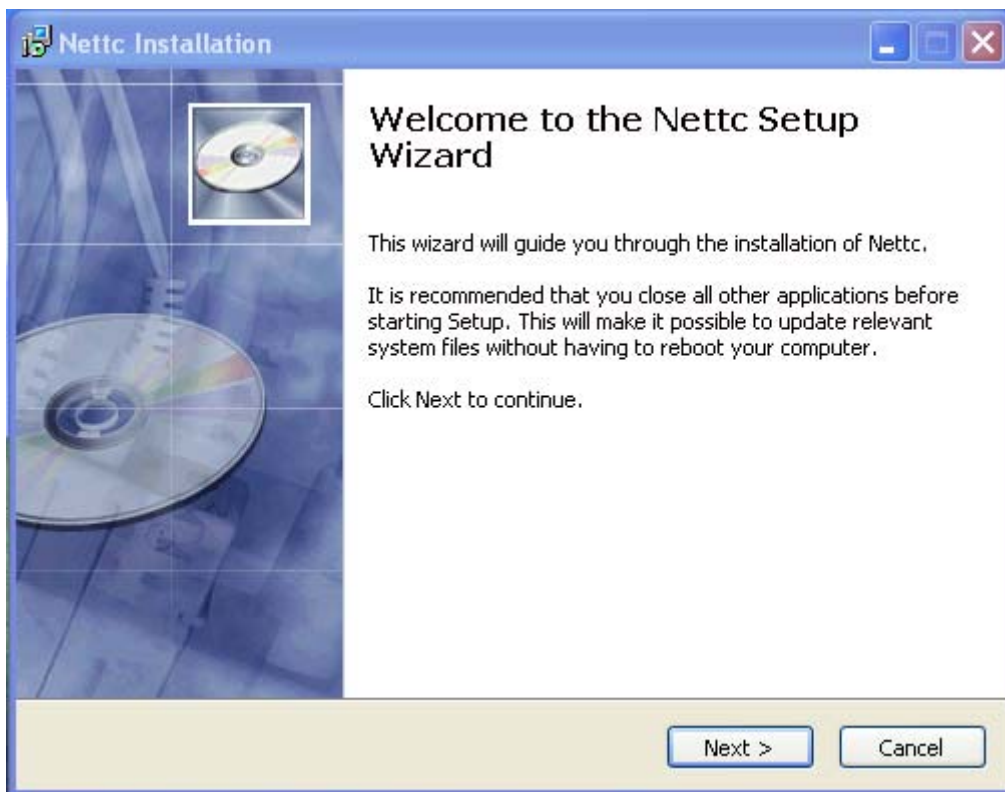 Nettc Installation
Welcome to the Nettc Setup
Wizard
This wizard will guide you through the installation of Nettc.
It is recommended that you close all other applications before
starting Setup. This will make it possible to update relevant
system files without having to reboot your computer.
Click Next to continue.
Next >
Cancel